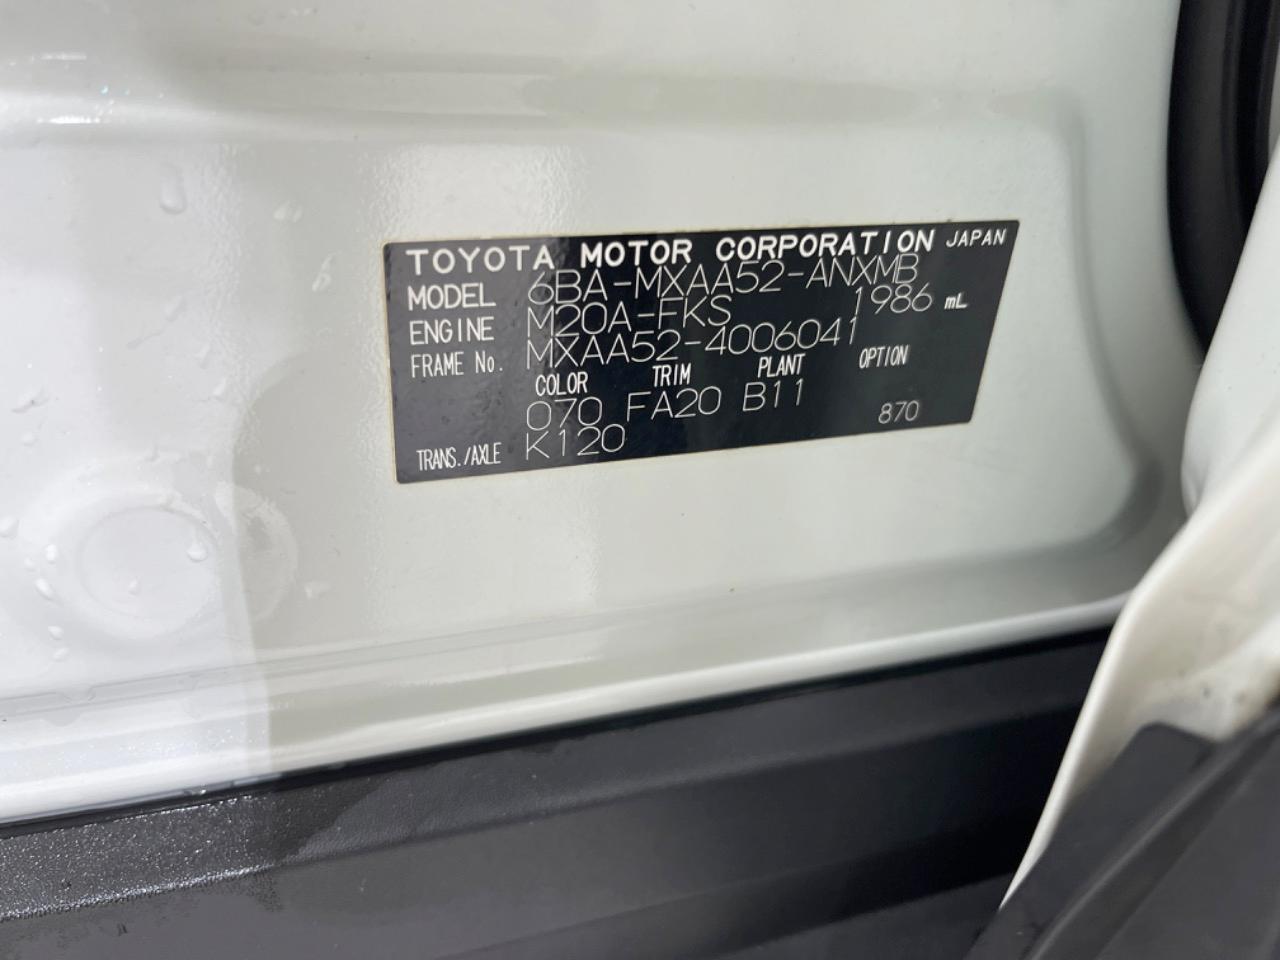 TOYOTA MOTOR CORPORATION JAPAN
MODEL 6BA-MXAA52-ANXMB
ENGINE M20A-FKS 1986 mL
FRAME No. MXAA52-4006041
COLOR TRIM PLANT OPTION
070 FA20 B11 870
TRANS./AXLE K120